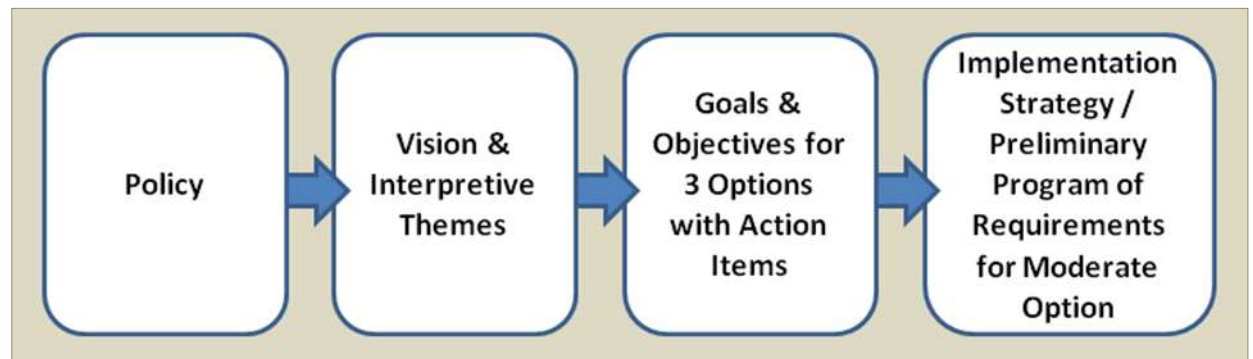 Policy
Vision &
Interpretive
Themes
Goals &
Objectives for
3 Options
with Action
Items
Implementation
Strategy /
Preliminary
Program of
Requirements
for Moderate
Option